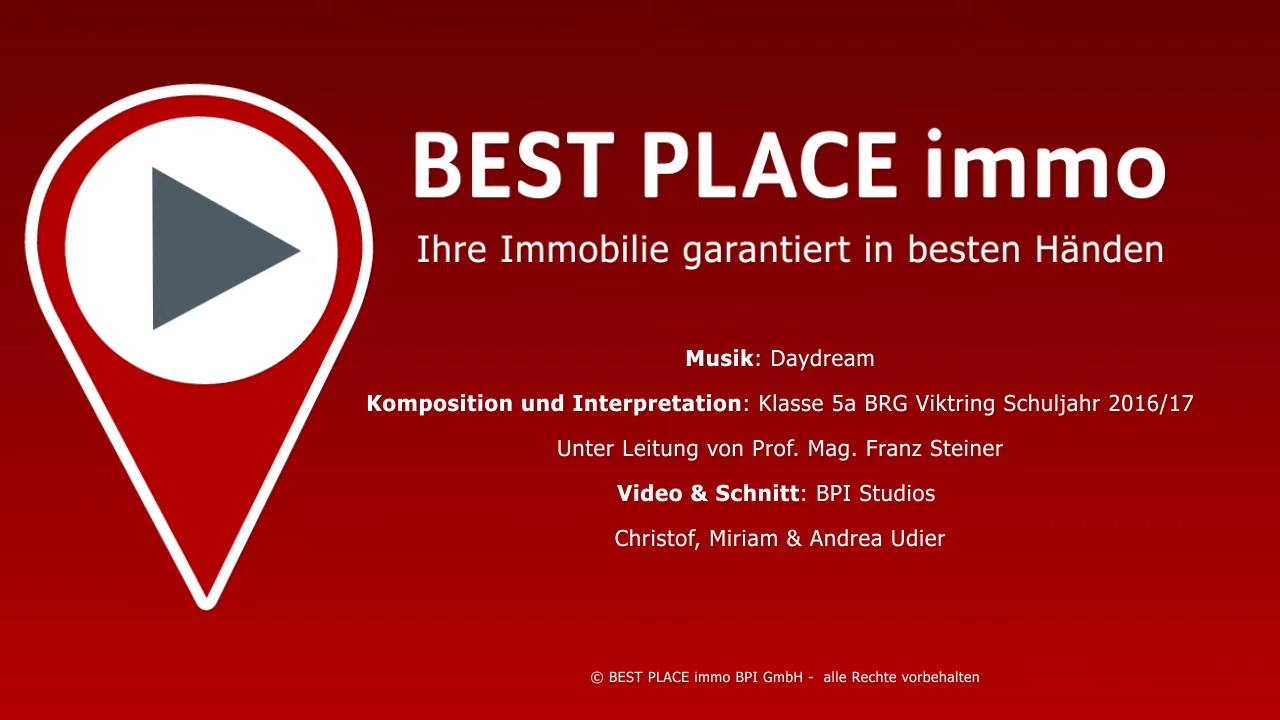 BEST PLACE immo
Ihre Immobilie garantiert in besten Händen
Musik: Daydream
Komposition und Interpretation: Klasse 5a BRG Viktring Schuljahr 2016/17
Unter Leitung von Prof. Mag. Franz Steiner
Video & Schnitt: BPI Studios
Christof, Miriam & Andrea Udier
© BEST PLACE immo BPI GmbH - alle Rechte vorbehalten